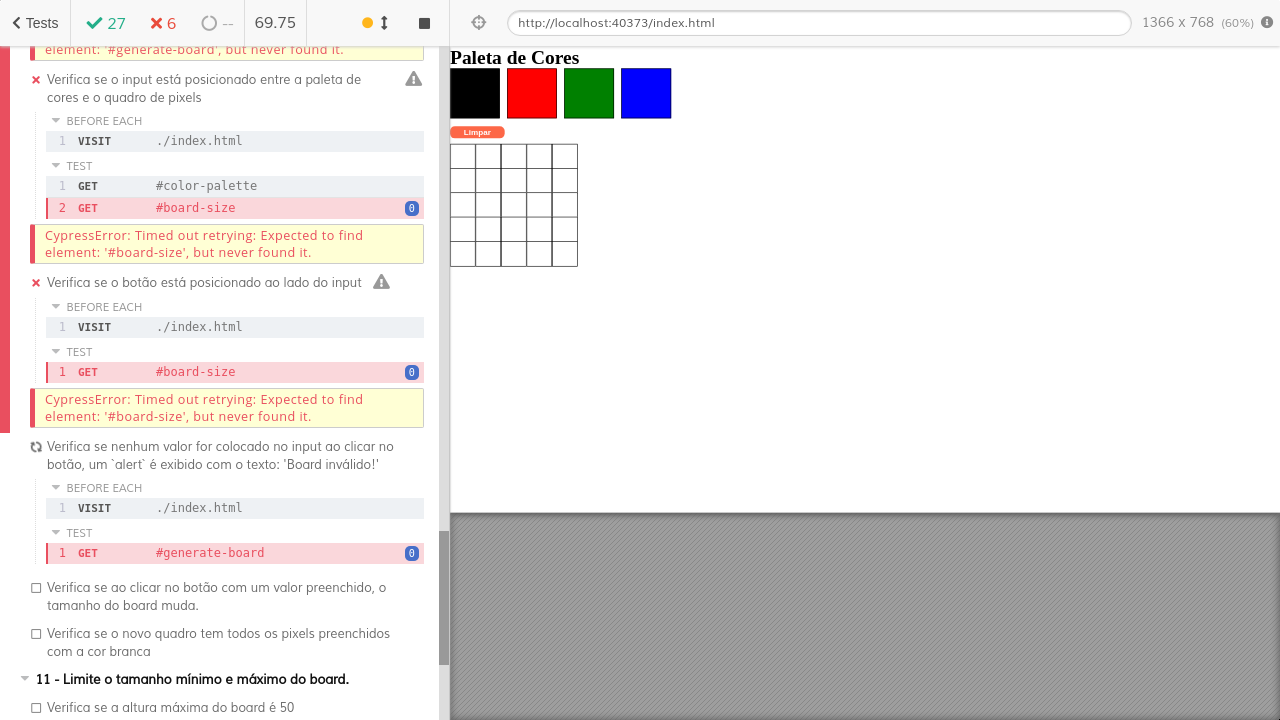 Tests
27
6
--
69.75
http://localhost:40373/index.html
1366 x 768 (60%)
element: '#generate-board', but never found it.
Verifica se o input está posicionado entre a paleta de
cores e o quadro de pixels
BEFORE EACH
1 VISIT ./index.html
TEST
1 GET #color-palette
2 GET #board-size 0
CypressError: Timed out retrying: Expected to find
element: '#board-size', but never found it.
Verifica se o botão está posicionado ao lado do input
BEFORE EACH
1 VISIT ./index.html
TEST
1 GET #board-size 0
CypressError: Timed out retrying: Expected to find
element: '#board-size', but never found it.
Verifica se nenhum valor for colocado no input ao clicar no
botão, um `alert` é exibido com o texto: 'Board inválido!'
BEFORE EACH
1 VISIT ./index.html
TEST
1 GET #generate-board 0
Verifica se ao clicar no botão com um valor preenchido, o
tamanho do board muda.
Verifica se o novo quadro tem todos os pixels preenchidos
com a cor branca
11 - Limite o tamanho mínimo e máximo do board.
Verifica se a altura máxima do board é 50
Paleta de Cores
Limpar